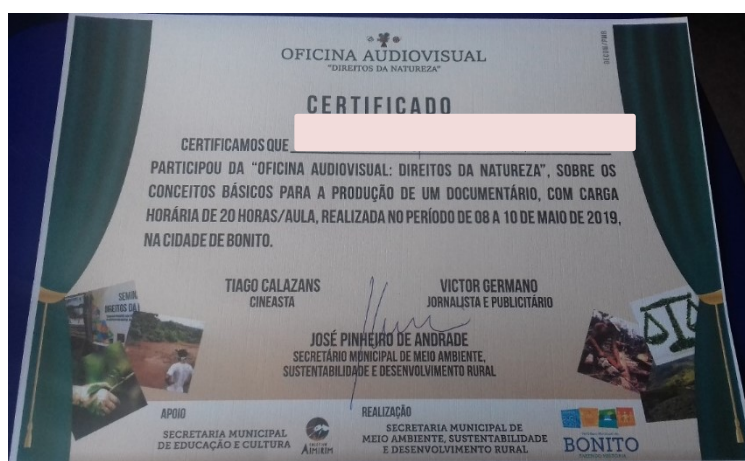 OFICINA AUDIOVISUAL
"DIREITOS DA NATUREZA"
CERTIFICADO
CERTIFICAMOS QUE
PARTICIPOU DA "OFICINA AUDIOVISUAL: DIREITOS DA NATUREZA", SOBRE OS
CONCEITOS BÁSICOS PARA A PRODUÇÃO DE UM DOCUMENTÁRIO, COM CARGA
HORÁRIA DE 20 HORAS/AULA, REALIZADA NO PERÍODO DE 08 A 10 DE MAIO DE 2019,
NA CIDADE DE BONITO.
TIAGO CALAZANS
CINEASTA
VICTOR GERMANO
JORNALISTA E PUBLICITÁRIO
JOSÉ PINHEIRO DE ANDRADE
SECRETÁRIO MUNICIPAL DE MEIO AMBIENTE,
SUSTENTABILIDADE E DESENVOLVIMENTO RURAL
APOIO
SECRETARIA MUNICIPAL
DE EDUCAÇÃO E CULTURA
REALIZAÇÃO
SECRETARIA MUNICIPAL DE
MEIO AMBIENTE, SUSTENTABILIDADE
E DESENVOLVIMENTO RURAL
BONITO